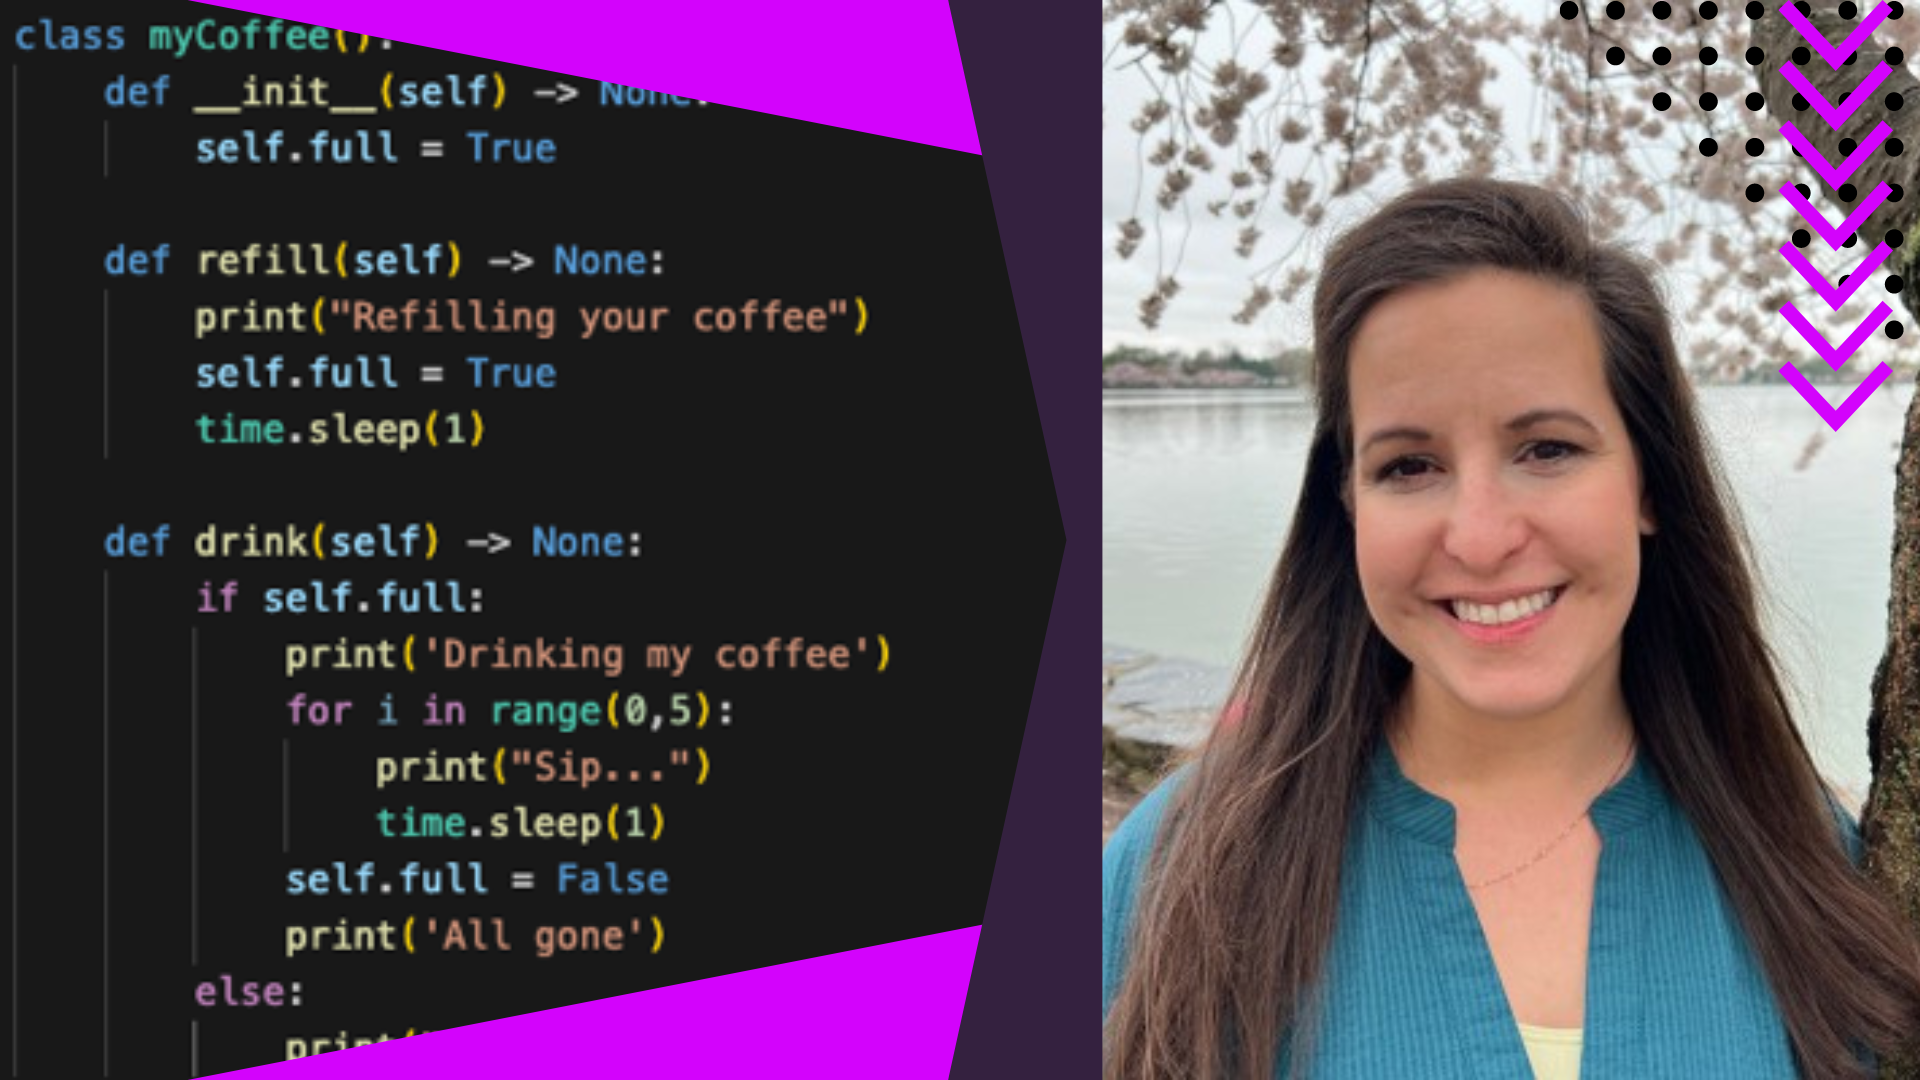 class myCoffee():
def __init__(self) -> None:
self.full = True
def refill(self) -> None:
print("Refilling your coffee")
self.full = True
time.sleep(1)
def drink(self) -> None:
if self.full:
print('Drinking my coffee')
for i in range(0,5):
print("Sip...")
time.sleep(1)
self.full = False
print('All gone')
else:
print(